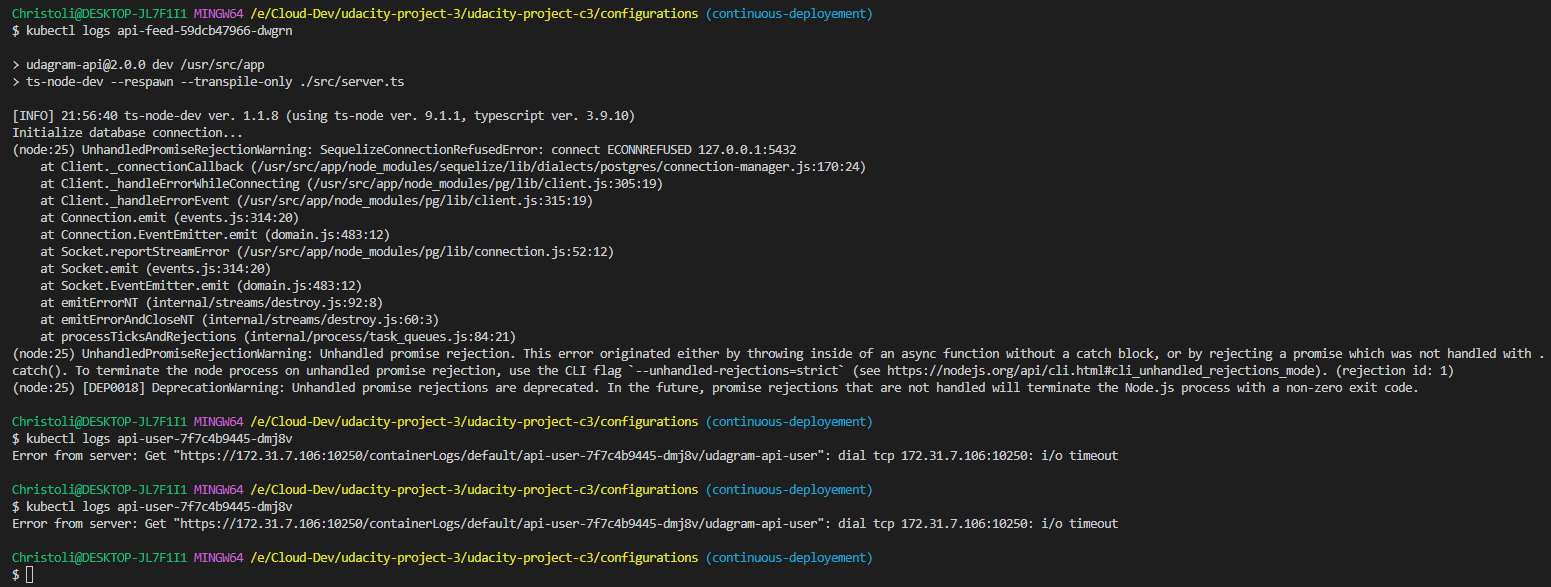 Christoli@DESKTOP-JL7F1I1 MINGW64 /e/Cloud-Dev/udacity-project-3/udacity-project-c3/configurations (continuous-deployement)
$ kubectl logs api-feed-59dcb47966-dwgrn

> udagram-api@2.0.0 dev /usr/src/app
> ts-node-dev --respawn --transpile-only ./src/server.ts

[INFO] 21:56:40 ts-node-dev ver. 1.1.8 (using ts-node ver. 9.1.1, typescript ver. 3.9.10)
Initialize database connection...
(node:25) UnhandledPromiseRejectionWarning: SequelizeConnectionRefusedError: connect ECONNREFUSED 127.0.0.1:5432
    at Client._connectionCallback (/usr/src/app/node_modules/sequelize/lib/dialects/postgres/connection-manager.js:170:24)
    at Client._handleErrorWhileConnecting (/usr/src/app/node_modules/pg/lib/client.js:305:19)
    at Client._handleErrorEvent (/usr/src/app/node_modules/pg/lib/client.js:315:19)
    at Connection.emit (events.js:314:20)
    at Connection.EventEmitter.emit (domain.js:483:12)
    at Socket.reportStreamError (/usr/src/app/node_modules/pg/lib/connection.js:52:12)
    at Socket.emit (events.js:314:20)
    at Socket.EventEmitter.emit (domain.js:483:12)
    at emitErrorNT (internal/streams/destroy.js:92:8)
    at emitErrorAndCloseNT (internal/streams/destroy.js:60:3)
    at processTicksAndRejections (internal/process/task_queues.js:84:21)
(node:25) UnhandledPromiseRejectionWarning: Unhandled promise rejection. This error originated either by throwing inside of an async function without a catch block, or by rejecting a promise which was not handled with .
catch(). To terminate the node process on unhandled promise rejection, use the CLI flag `--unhandled-rejections=strict` (see https://nodejs.org/api/cli.html#cli_unhandled_rejections_mode). (rejection id: 1)
(node:25) [DEP0018] DeprecationWarning: Unhandled promise rejections are deprecated. In the future, promise rejections that are not handled will terminate the Node.js process with a non-zero exit code.

Christoli@DESKTOP-JL7F1I1 MINGW64 /e/Cloud-Dev/udacity-project-3/udacity-project-c3/configurations (continuous-deployement)
$ kubectl logs api-user-7f7c4b9445-dmj8v
Error from server: Get "https://172.31.7.106:10250/containerLogs/default/api-user-7f7c4b9445-dmj8v/udagram-api-user": dial tcp 172.31.7.106:10250: i/o timeout

Christoli@DESKTOP-JL7F1I1 MINGW64 /e/Cloud-Dev/udacity-project-3/udacity-project-c3/configurations (continuous-deployement)
$ kubectl logs api-user-7f7c4b9445-dmj8v
Error from server: Get "https://172.31.7.106:10250/containerLogs/default/api-user-7f7c4b9445-dmj8v/udagram-api-user": dial tcp 172.31.7.106:10250: i/o timeout

Christoli@DESKTOP-JL7F1I1 MINGW64 /e/Cloud-Dev/udacity-project-3/udacity-project-c3/configurations (continuous-deployement)
$